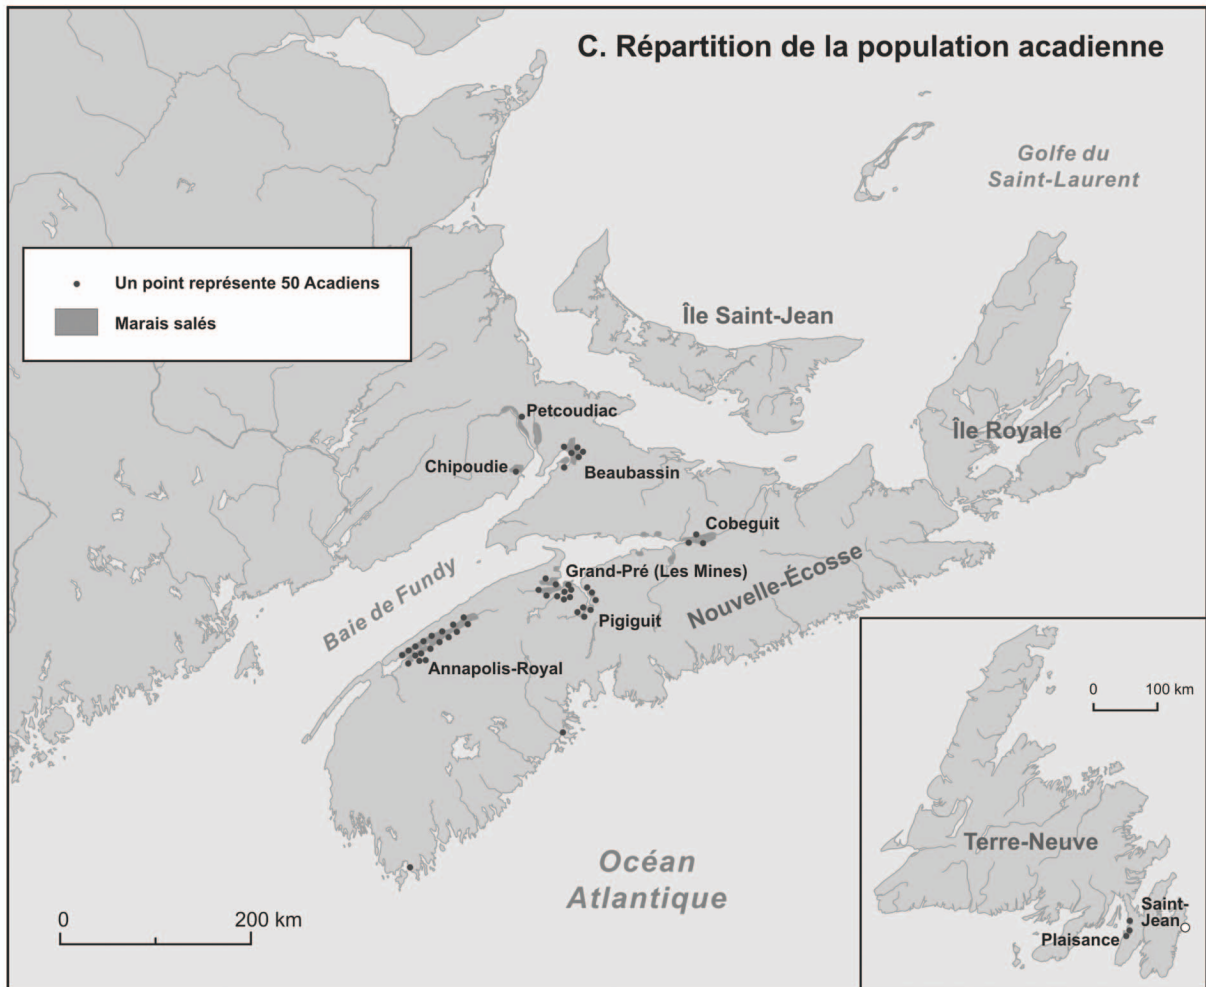 C. Répartition de la population acadienne
Golfe du
Saint-Laurent
Un point représente 50 Acadiens
Marais salés
Île Saint-Jean
Petcoudiac
Île Royale
Chipoudie
Beaubassin
Cobeguit
Grand-Pré (Les Mines)
Nouvelle-Écosse
Baie de Fundy
Pigiguit
Annapolis-Royal
0 100 km
Terre-Neuve
Océan
Atlantique
Saint-
Jean
Plaisance
0 200 km